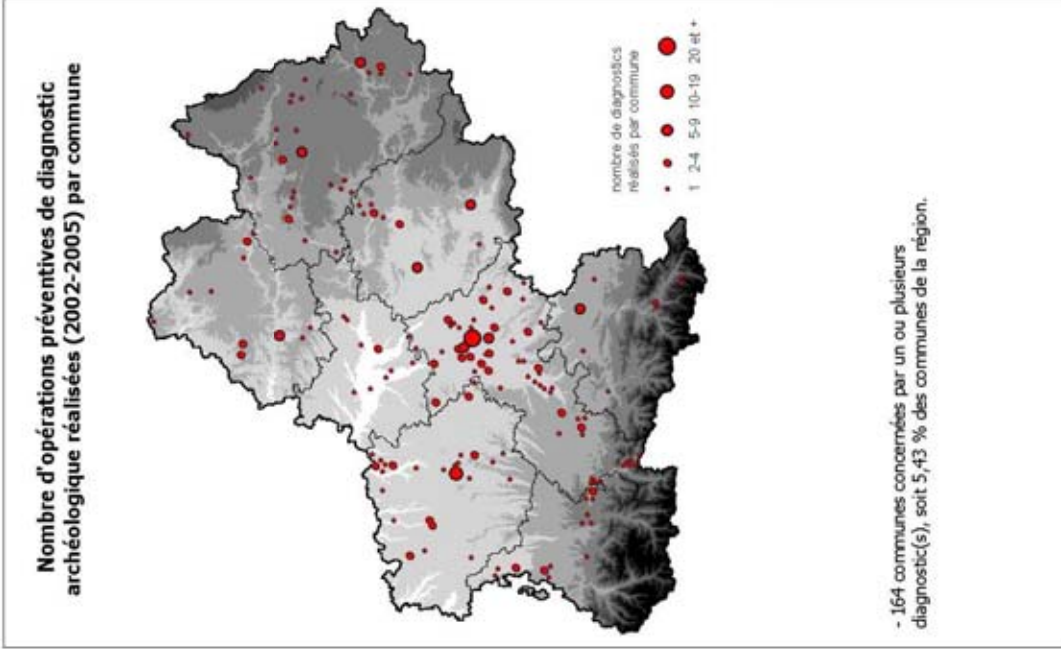 Nombre d'opérations préventives de diagnostic
archéologique réalisées (2002-2005) par commune
nombre de diagnostics
réalisés par commune
1 2-4 5-9 10-19 20 et +
- 164 communes concernées par un ou plusieurs
diagnostic(s), soit 5,43 % des communes de la région.